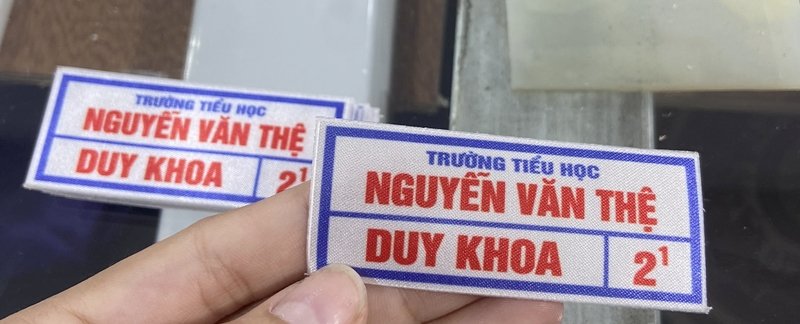 TRƯỜNG TIỂU HỌC
NGUYỄN VĂN THỆ
DUY KHOA 2¹
TRƯỜNG TIỂU HỌC
NGUYỄN VĂN THỆ
DUY KHOA 2¹